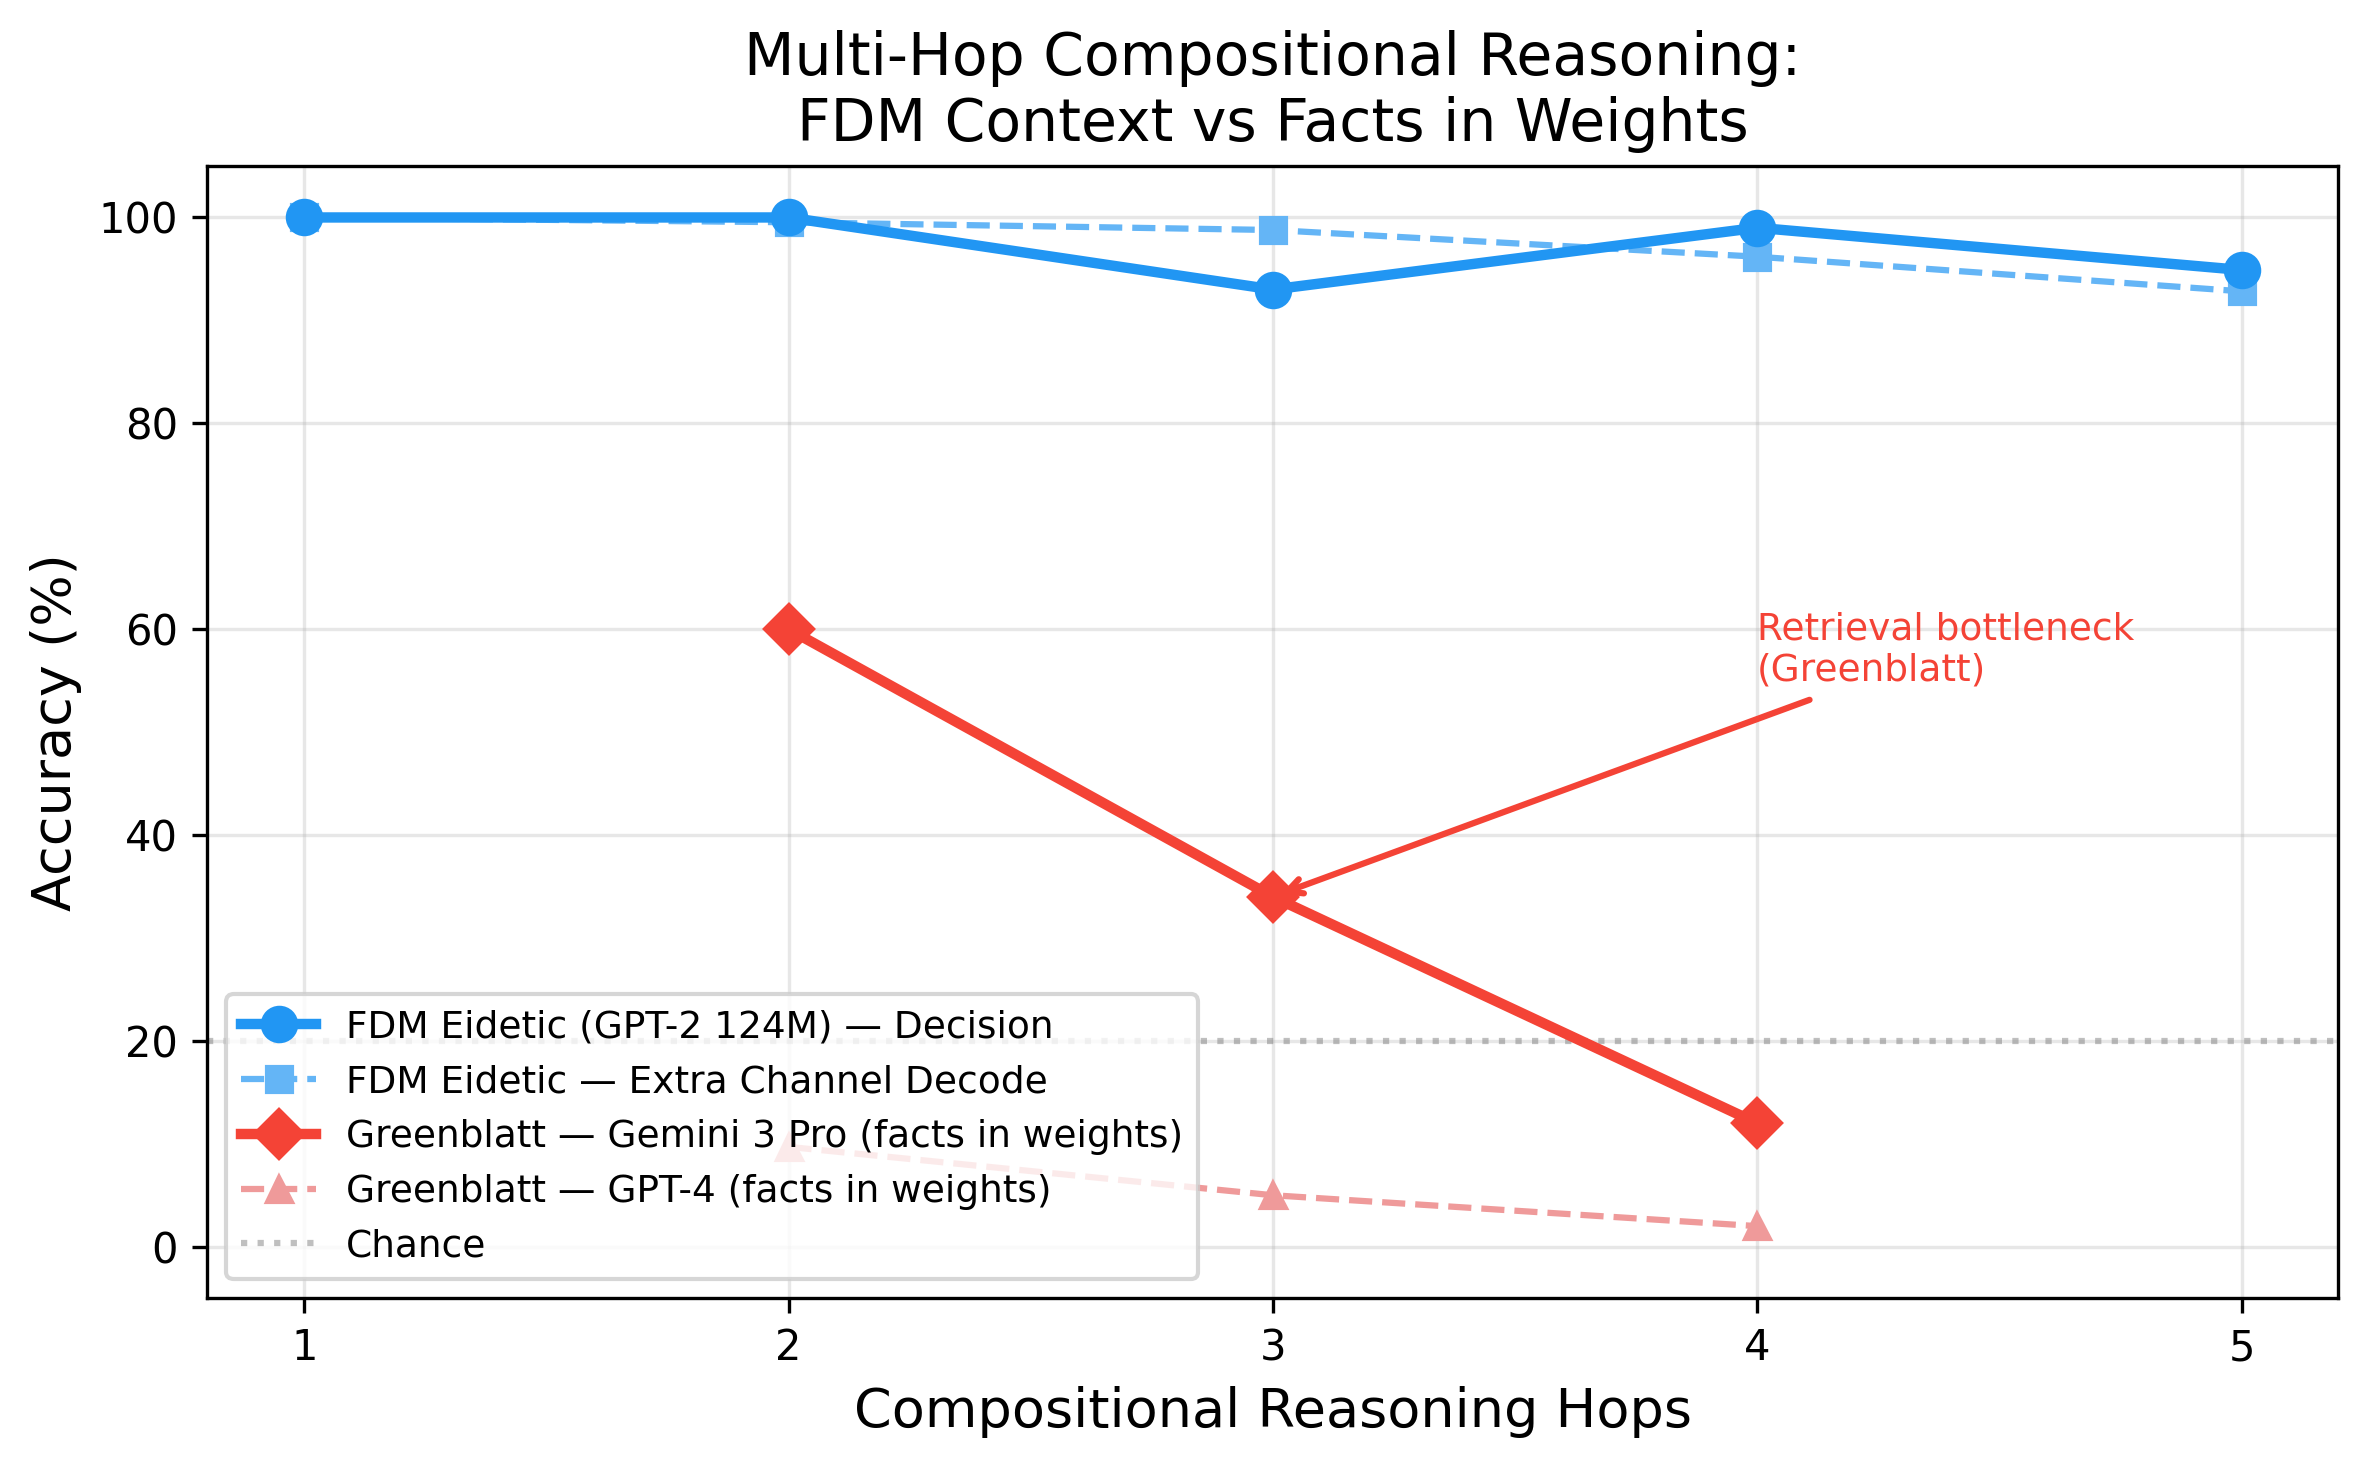 Multi-Hop Compositional Reasoning:
FDM Context vs Facts in Weights
Accuracy (%)
100
80
60
40
20
0
Retrieval bottleneck
(Greenblatt)
FDM Eidetic (GPT-2 124M) — Decision
FDM Eidetic — Extra Channel Decode
Greenblatt — Gemini 3 Pro (facts in weights)
Greenblatt — GPT-4 (facts in weights)
Chance
1 2 3 4 5
Compositional Reasoning Hops